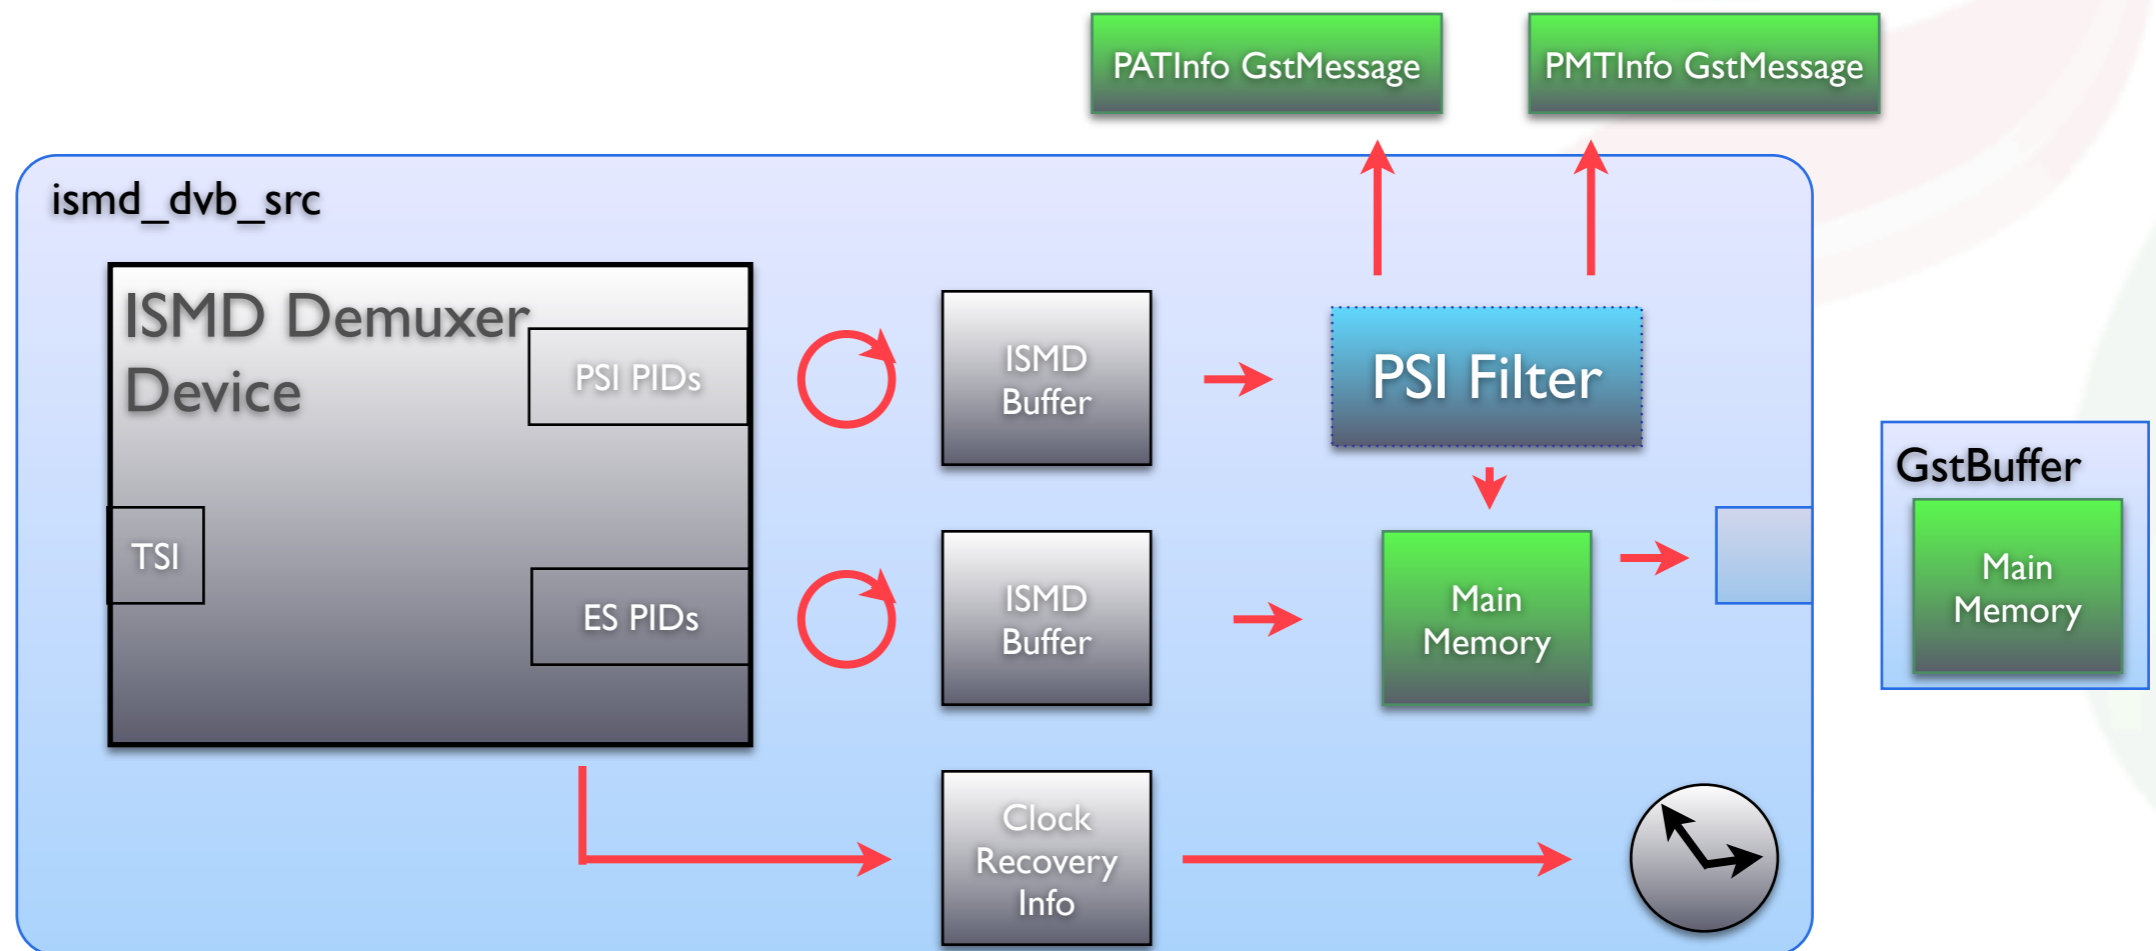 PATInfo GstMessage
PMTInfo GstMessage
ismd_dvb_src
ISMD Demuxer
Device
PSI PIDs
ISMD
Buffer
PSI Filter
GstBuffer
TSI
ES PIDs
ISMD
Buffer
Main
Memory
Main
Memory
Clock
Recovery
Info